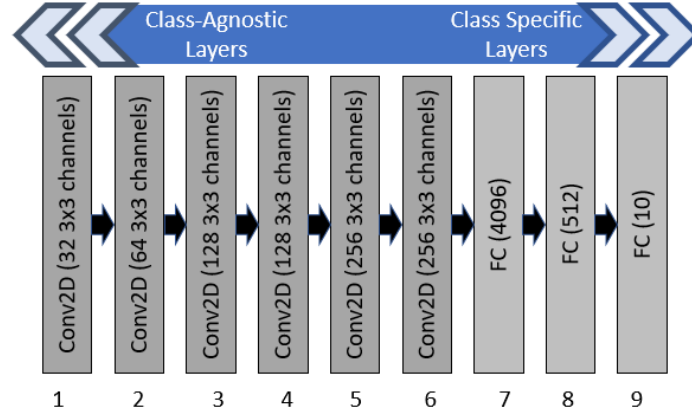 Class-Agnostic
Layers
Class Specific
Layers
Conv2D (32 3x3 channels)
Conv2D (64 3x3 channels)
Conv2D (128 3x3 channels)
Conv2D (128 3x3 channels)
Conv2D (256 3x3 channels)
Conv2D (256 3x3 channels)
FC (4096)
FC (512)
FC (10)
1 2 3 4 5 6 7 8 9